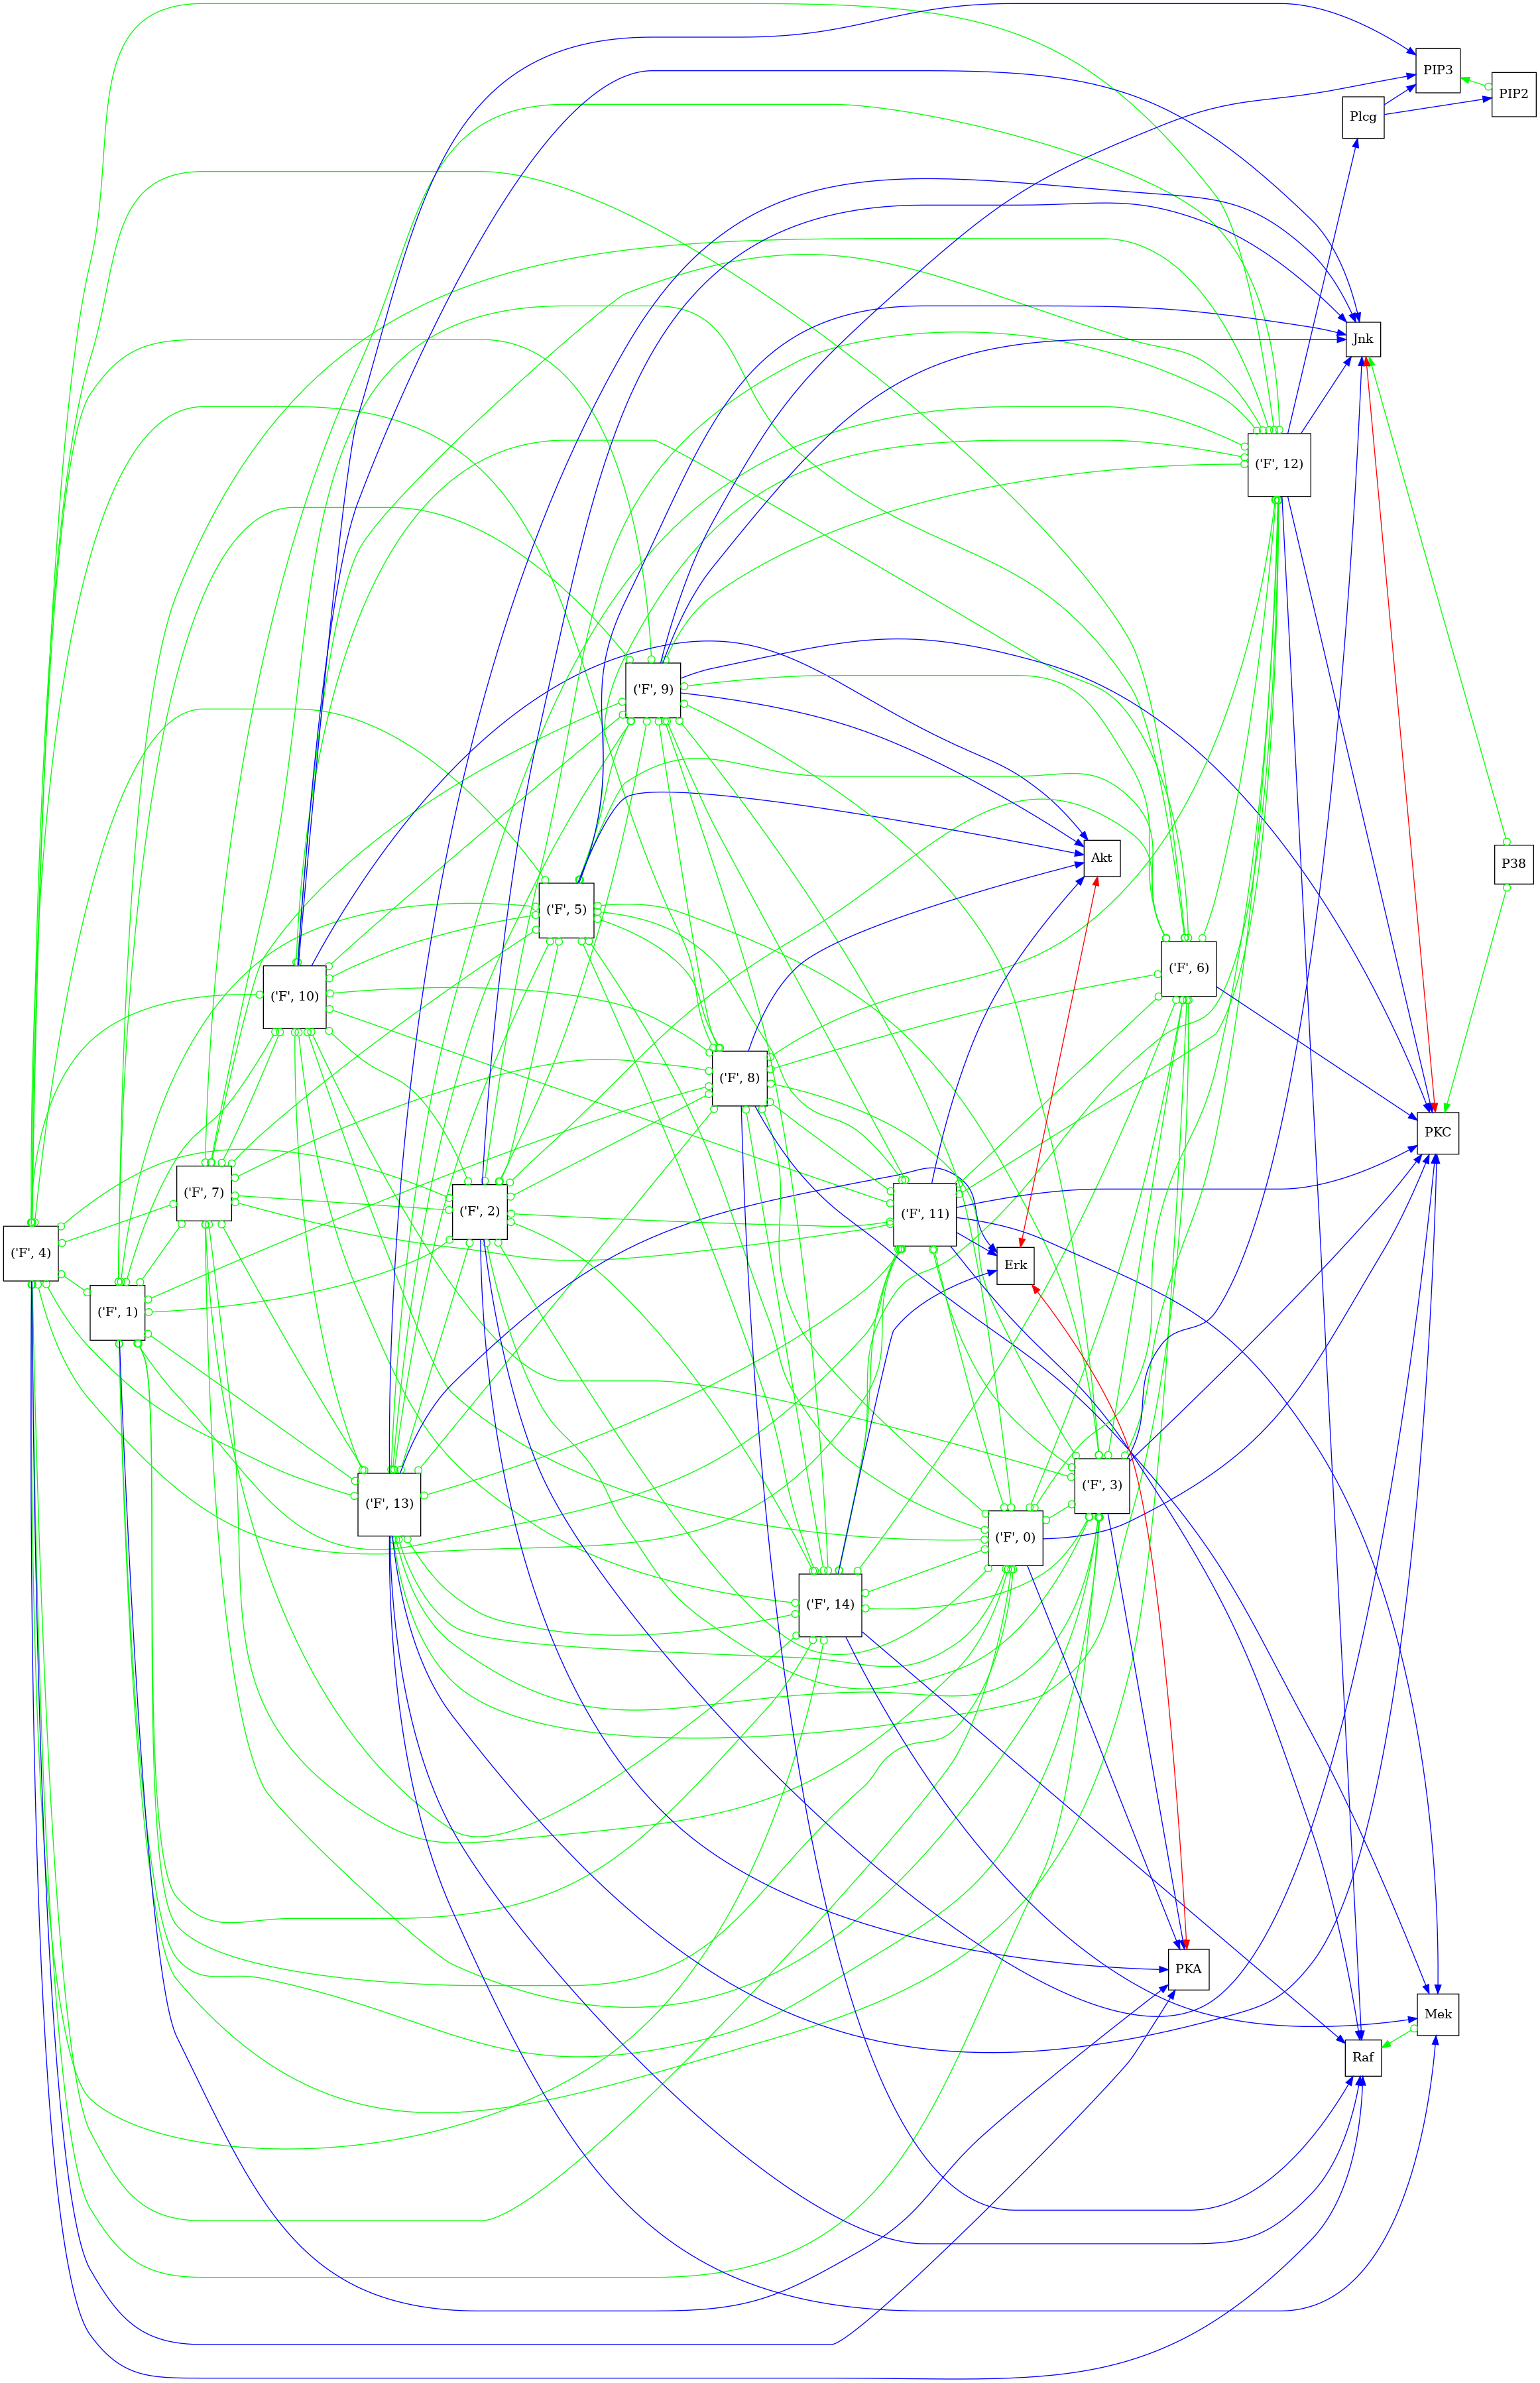 PIP3
PIP2
Plcg
Jnk
('F', 12)
('F', 9)
Akt
P38
('F', 5)
('F', 6)
('F', 10)
('F', 8)
PKC
('F', 7)
('F', 2)
('F', 11)
('F', 4)
Erk
('F', 1)
('F', 3)
('F', 13)
('F', 0)
('F', 14)
PKA
Mek
Raf